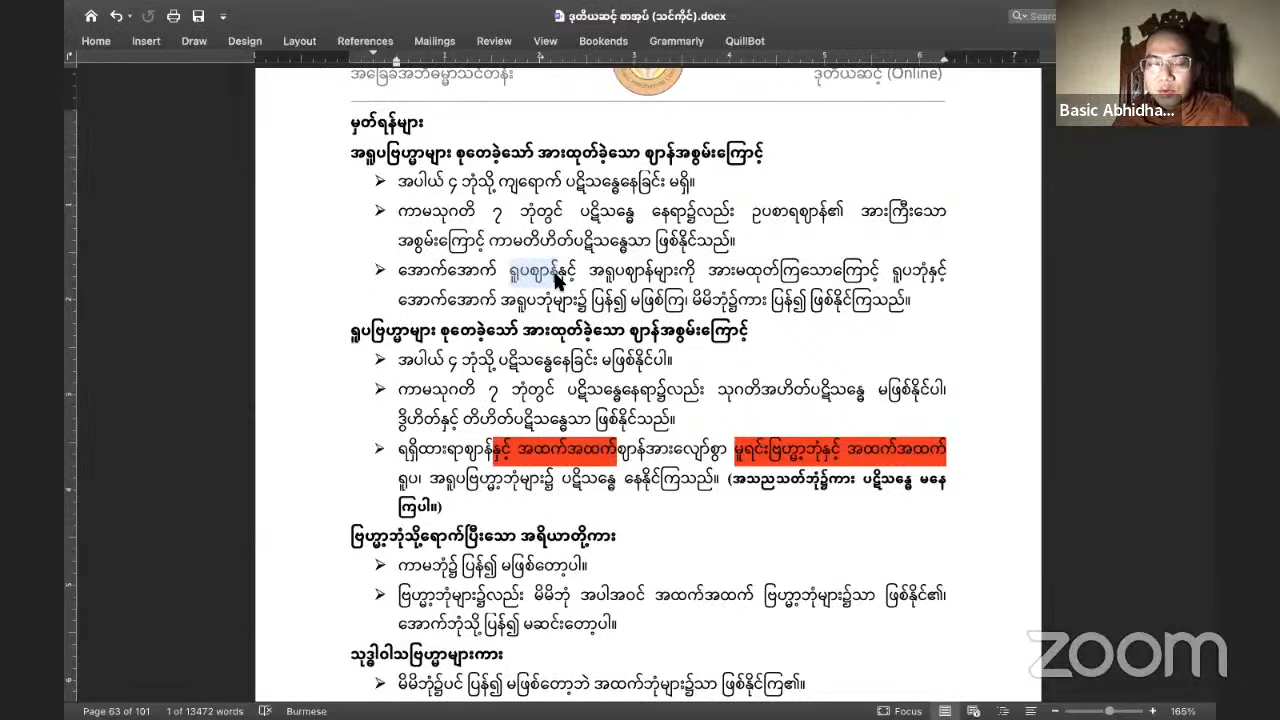 ဒုတိယဆင့် စာအုပ် (သင်ကိုင်).docx
Home Insert Draw Design Layout References Mailings Review View Bookends Grammarly QuillBot
အခြေခံအဘိဓမ္မာသင်တန်း ဒုတိယဆင့် (Online)
Basic Abhidha...
မှတ်ရန်များ
အရူပဗြဟ္မာများ စုတေခဲ့သော် အားထုတ်ခဲ့သော ဈာန်အစွမ်းကြောင့်
➢ အပါယ် ၄ ဘုံသို့ ကျရောက် ပဋိသန္ဓေနေခြင်း မရှိ။
➢ ကာမသုဂတိ ၇ ဘုံတွင် ပဋိသန္ဓေ နေရာ၌လည်း ဥပစာရဈာန်၏ အားကြီးသော
အစွမ်းကြောင့် ကာမတိဟိတ်ပဋိသန္ဓေသာ ဖြစ်နိုင်သည်။
➢ အောက်အောက် ရူပဈာန်နှင့် အရူပဈာန်များကို အားမထုတ်ကြသောကြောင့် ရူပဘုံနှင့်
အောက်အောက် အရူပဘုံများ၌ ပြန်၍ မဖြစ်ကြ၊ မိမိဘုံ၌ကား ပြန်၍ ဖြစ်နိုင်ကြသည်။
ရူပဗြဟ္မာများ စုတေခဲ့သော် အားထုတ်ခဲ့သော ဈာန်အစွမ်းကြောင့်
➢ အပါယ် ၄ ဘုံသို့ ပဋိသန္ဓေနေခြင်း မဖြစ်နိုင်ပါ။
➢ ကာမသုဂတိ ၇ ဘုံတွင် ပဋိသန္ဓေနေရာ၌လည်း သုဂတိအဟိတ်ပဋိသန္ဓေ မဖြစ်နိုင်ပါ၊
ဒွိဟိတ်နှင့် တိဟိတ်ပဋိသန္ဓေသာ ဖြစ်နိုင်သည်။
➢ ရရှိထားရာဈာန်နှင့် အထက်အထက်ဈာန်အားလျော်စွာ မူရင်းဗြဟ္မာ့ဘုံနှင့် အထက်အထက်
ရူပ၊ အရူပဗြဟ္မာ့ဘုံများ၌ ပဋိသန္ဓေ နေနိုင်ကြသည်။ (အသညသတ်ဘုံ၌ကား ပဋိသန္ဓေ မနေ
ကြပါ။)
ဗြဟ္မာ့ဘုံသို့ရောက်ပြီးသော အရိယာတို့ကား
➢ ကာမဘုံ၌ ပြန်၍ မဖြစ်တော့ပါ။
➢ ဗြဟ္မာ့ဘုံများ၌လည်း မိမိဘုံ အပါအဝင် အထက်အထက် ဗြဟ္မာ့ဘုံများ၌သာ ဖြစ်နိုင်၏၊
အောက်ဘုံသို့ ပြန်၍ မဆင်းတော့ပါ။
သုဒ္ဓါဝါသဗြဟ္မာများကား
➢ မိမိဘုံ၌ပင် ပြန်၍ မဖြစ်တော့ဘဲ အထက်ဘုံများ၌သာ ဖြစ်နိုင်ကြ၏။
zoom
Page 63 of 101 1 of 13472 words Burmese Focus 165%